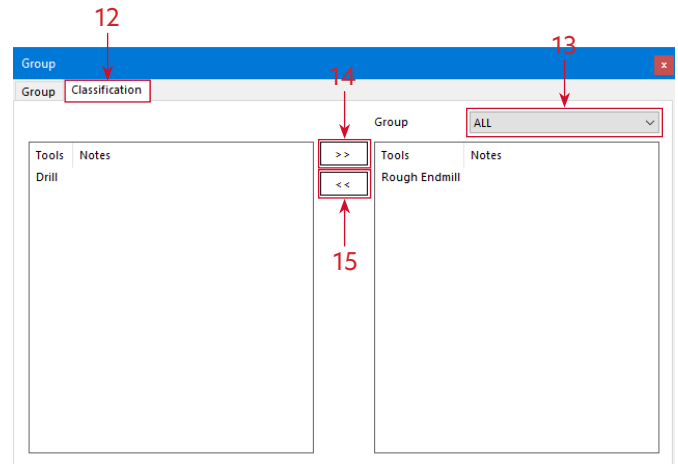 12
13
Group
x
14
Group Classification
Group ALL
Tools Notes >> Tools Notes
Drill << Rough Endmill
15